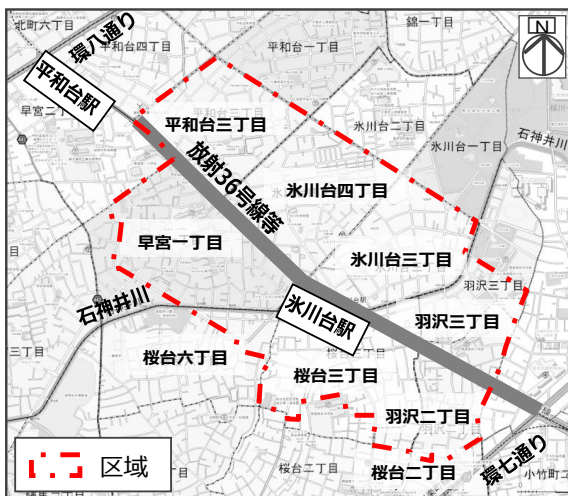 北町六丁目
環八通り
平和台四丁目
平和台一丁目
錦一丁目
N
平和台駅
早宮二
平和台三丁目
氷川台二丁目
氷川台一丁目
石神井川
放射36号線等
氷川台四丁目
早宮一丁目
氷川台三丁目
羽沢三丁目
石神井川
氷川台駅
羽沢三丁目
三丁目
桜台六丁目
桜台三丁目
羽沢二丁目
羽沢二丁目
桜台二丁目
桜台二丁目
環七通り
小竹町二
区域